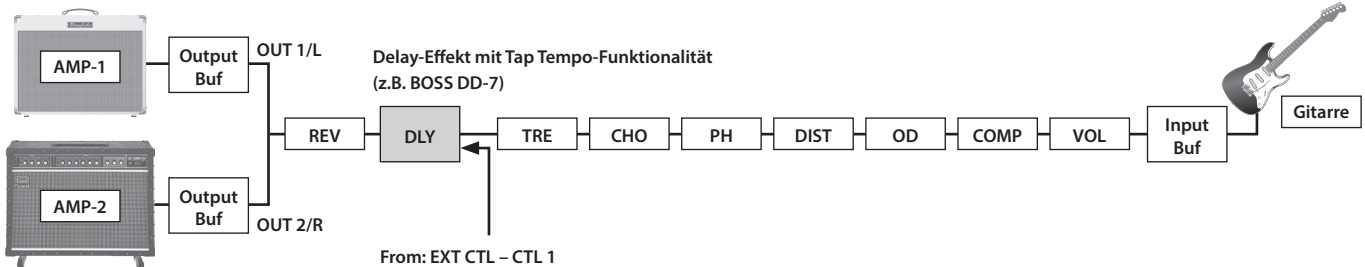 AMP-1
Output
Buf
OUT 1/L
Delay-Effekt mit Tap Tempo-Funktionalität
(z.B. BOSS DD-7)
REV
DLY
TRE
CHO
PH
DIST
OD
COMP
VOL
Input
Buf
Gitarre
AMP-2
Output
Buf
OUT 2/R
From: EXT CTL – CTL 1